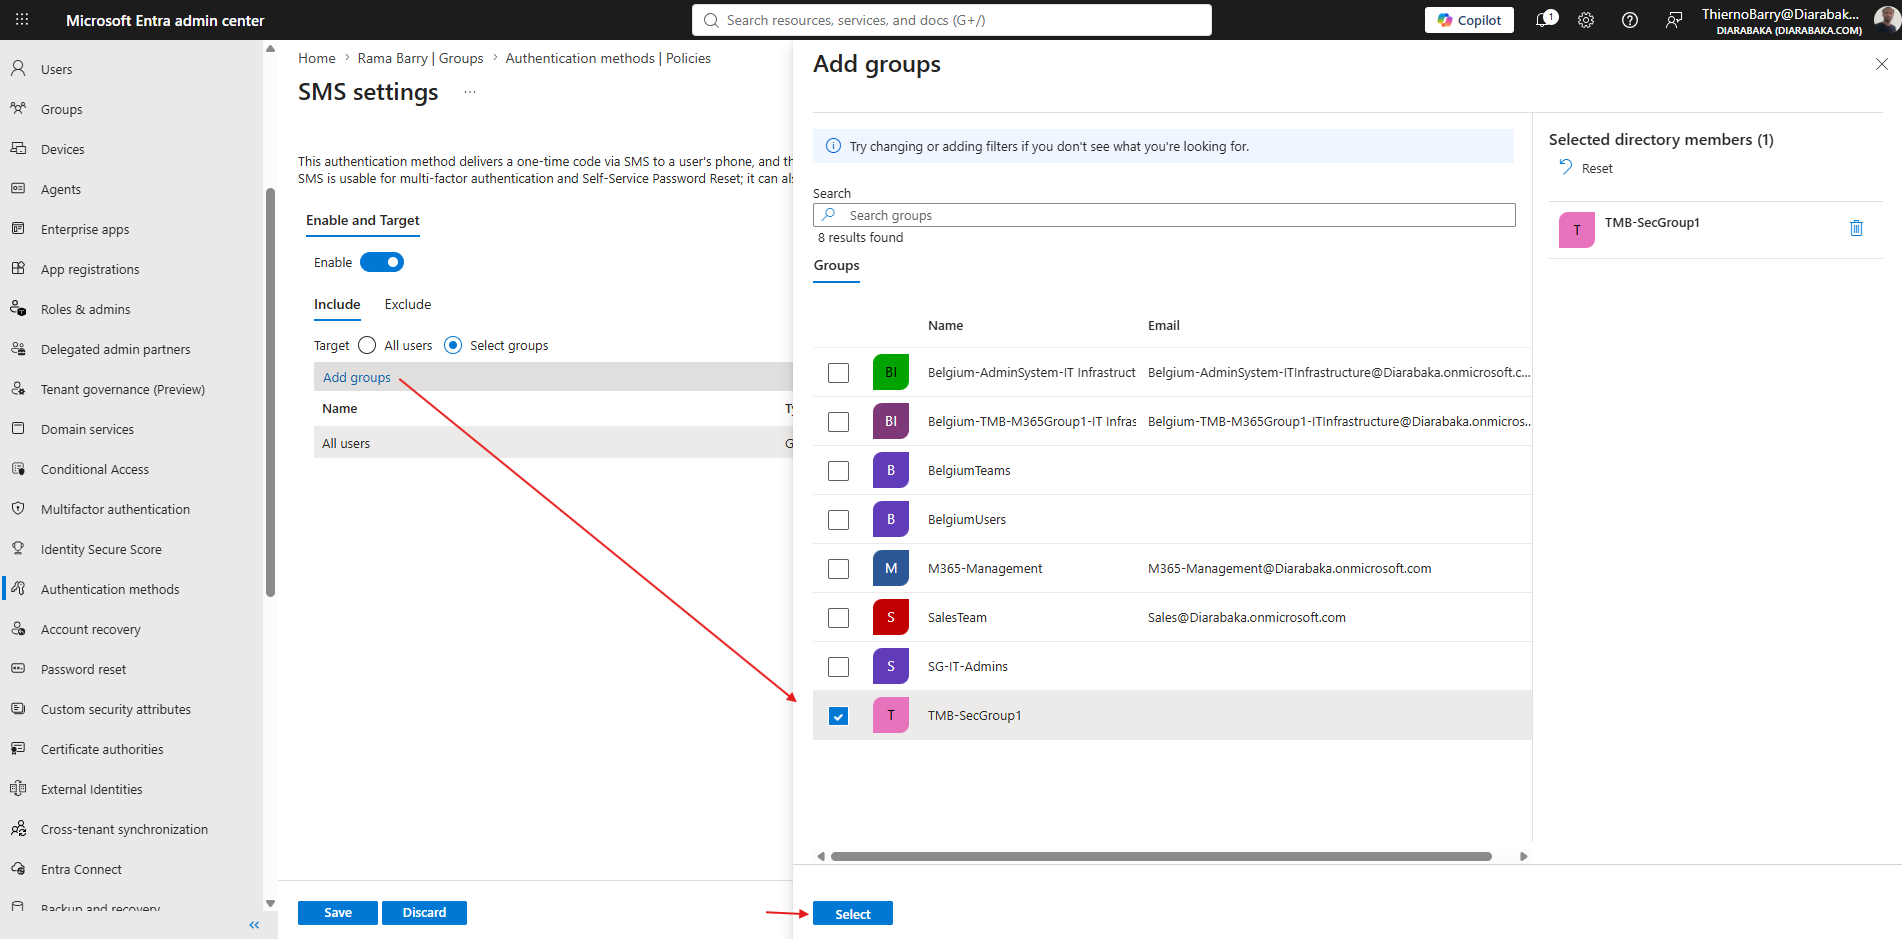 Microsoft Entra admin center
Search resources, services, and docs (G+/)
Copilot
1
ThiernoBarry@Diarabak...
DIARABAKA (DIARABAKA.COM)
Users
Groups
Devices
Agents
Enterprise apps
App registrations
Roles & admins
Delegated admin partners
Tenant governance (Preview)
Domain services
Conditional Access
Multifactor authentication
Identity Secure Score
Authentication methods
Account recovery
Password reset
Custom security attributes
Certificate authorities
External Identities
Cross-tenant synchronization
Entra Connect
Backup and recovery
Home > Rama Barry | Groups > Authentication methods | Policies
SMS settings ...
This authentication method delivers a one-time code via SMS to a user's phone, and th
SMS is usable for multi-factor authentication and Self-Service Password Reset; it can als
Enable and Target
Enable
Include Exclude
Target All users Select groups
Add groups
Name Ty
All users G
Save Discard
Add groups
Try changing or adding filters if you don't see what you're looking for.
Search
Search groups
8 results found
Groups
Name Email
BI Belgium-AdminSystem-IT Infrastruct Belgium-AdminSystem-ITInfrastructure@Diarabaka.onmicrosoft.c...
BI Belgium-TMB-M365Group1-IT Infras Belgium-TMB-M365Group1-ITInfrastructure@Diarabaka.onmicros...
B BelgiumTeams
B BelgiumUsers
M M365-Management M365-Management@Diarabaka.onmicrosoft.com
S SalesTeam Sales@Diarabaka.onmicrosoft.com
S SG-IT-Admins
T TMB-SecGroup1
Select
Selected directory members (1)
Reset
T TMB-SecGroup1